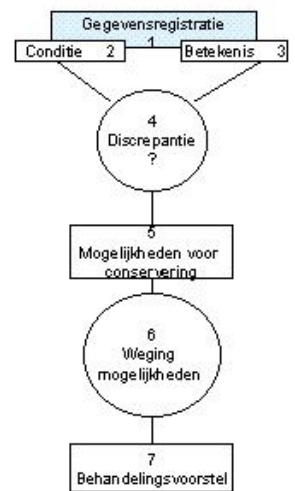 Gegevensregistratie
1
Conditie 2 Betekenis 3
4
Discrepantie
?
5
Mogelijkheden voor
conservering
6
Weging
mogelijkheden
7
Behandelingsvoorstel